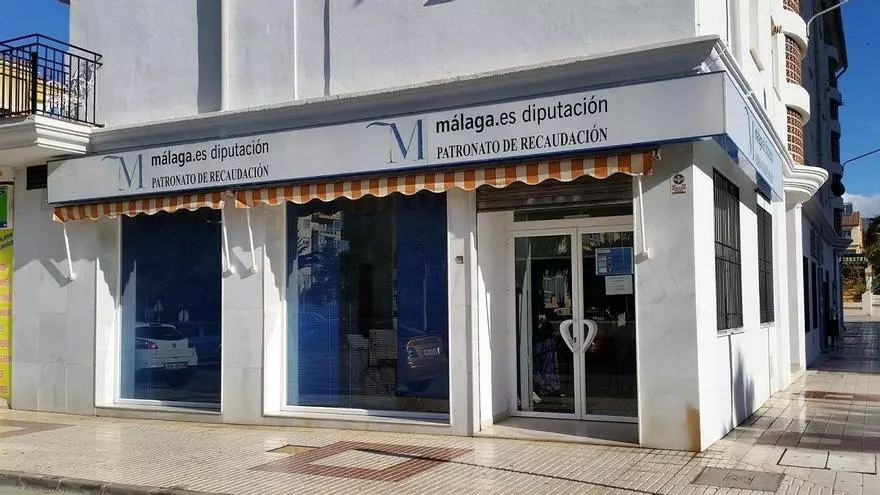 M
málaga.es diputación
PATRONATO DE RECAUDACIÓN
M
málaga.es diputación
PATRONATO DE RECAUDACIÓN